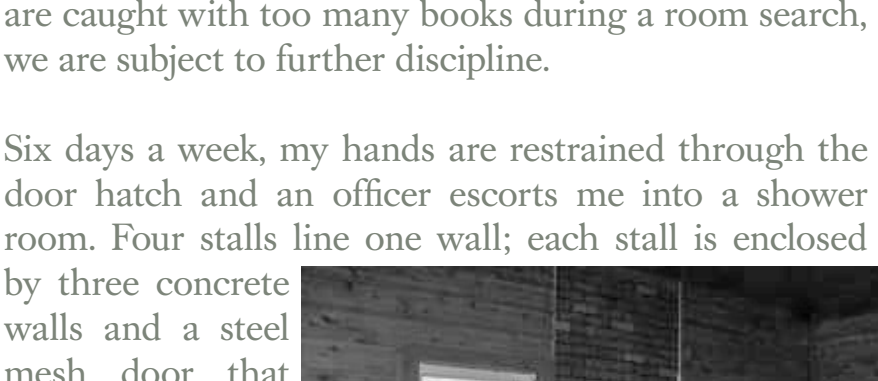 are caught with too many books during a room search,
we are subject to further discipline.
Six days a week, my hands are restrained through the
door hatch and an officer escorts me into a shower
room. Four stalls line one wall; each stall is enclosed
by three concrete
walls and a steel
mesh door that